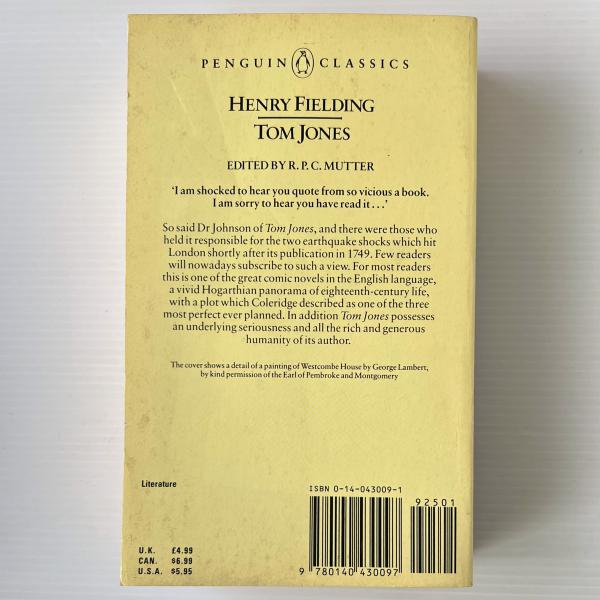 PENGUIN CLASSICS
HENRY FIELDING
TOM JONES
EDITED BY R. P. C. MUTTER
'I am shocked to hear you quote from so vicious a book.
I am sorry to hear you have read it . . .'
So said Dr Johnson of Tom Jones, and there were those who
held it responsible for the two earthquake shocks which hit
London shortly after its publication in 1749. Few readers
will nowadays subscribe to such a view. For most readers
this is one of the great comic novels in the English language,
a vivid Hogarthian panorama of eighteenth-century life,
with a plot which Coleridge described as one of the three
most perfect ever planned. In addition Tom Jones possesses
an underlying seriousness and all the rich and generous
humanity of its author.
The cover shows a detail of a painting of Westcombe House by George Lambert,
by kind permission of the Earl of Pembroke and Montgomery
Literature
ISBN 0-14-043009-1
92501
U.K. £4.99
CAN. $6.99
U.S.A. $5.95
9 780140 430097